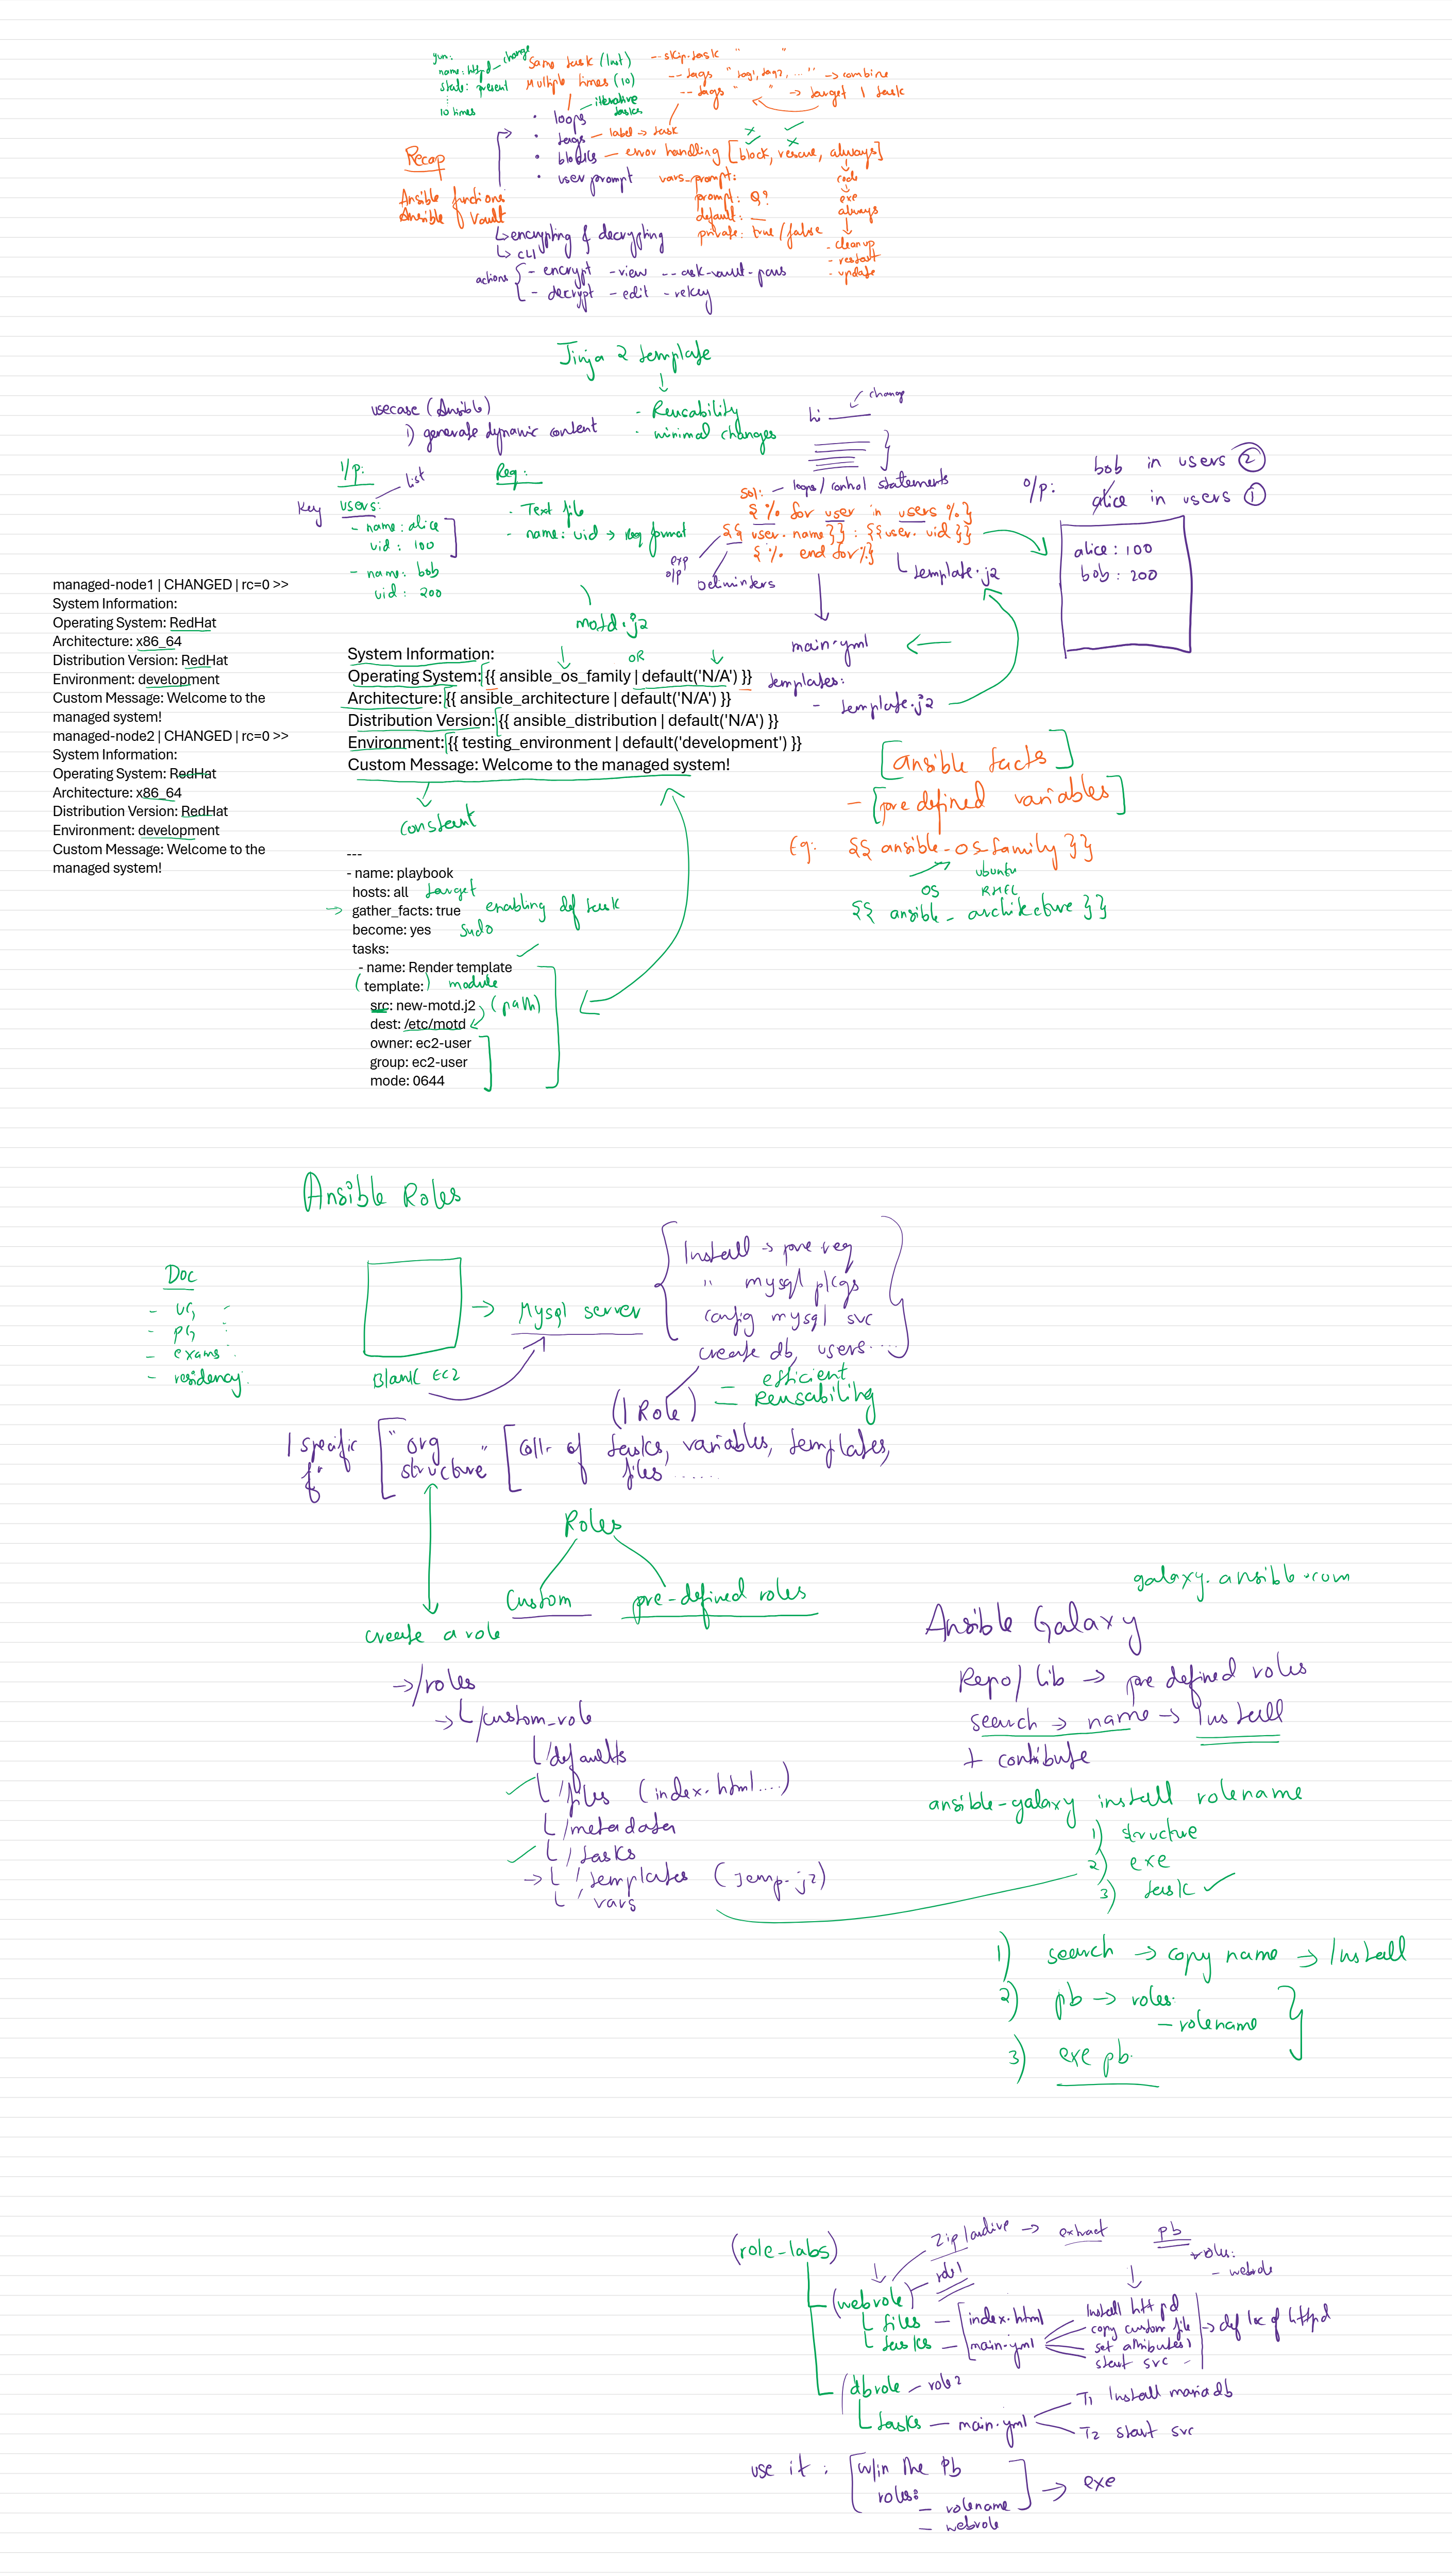 yum:
name: httpd - change
state: present
10 times
Same task (Inst)
Multiple times (10)
--skip-task " "
--tags "tag1, tag2, ..." -> combine
--tags " " -> target 1 task
Recap
Ansible functions
Ansible Vault
• loops - iterative tasks
• tags - label -> task
• blocks - error handling [block, rescue, always]
• user prompt
vars_prompt:
prompt: Q?
default: __
private: true/false
code
exe
always
- cleanup
- restart
- update
↳ encrypting & decrypting
↳ CLI
actions { - encrypt - view --ask-vault-pass
- decrypt - edit - rekey
Jinja 2 template
usecase (Ansible)
1) generate dynamic content
- Reusability
- minimal changes
hi ____ change
I/p:
Key users: list
- name: alice
uid: 100
- name: bob
uid: 200
Req:
- Text file
- name: uid -> req format
Sol: - loops/control statements
{% for user in users %}
{{ user.name }} : {{ user.uid }}
{% end for %}
exp
o/p
Delimiters
template.j2
bob in users 2
o/p: alice in users 1
alice : 100
bob : 200
main.yml
templates:
- template.j2
motd.j2
OR
managed-node1 | CHANGED | rc=0 >>
System Information:
Operating System: RedHat
Architecture: x86_64
Distribution Version: RedHat
Environment: development
Custom Message: Welcome to the
managed system!
managed-node2 | CHANGED | rc=0 >>
System Information:
Operating System: RedHat
Architecture: x86_64
Distribution Version: RedHat
Environment: development
Custom Message: Welcome to the
managed system!
System Information:
Operating System: {{ ansible_os_family | default('N/A') }}
Architecture: {{ ansible_architecture | default('N/A') }}
Distribution Version: {{ ansible_distribution | default('N/A') }}
Environment: {{ testing_environment | default('development') }}
Custom Message: Welcome to the managed system!
constant
[ansible facts]
- [pre defined variables]
Eg: {{ ansible-os-family }}
OS
ubuntu
RHEL
{{ ansible_architecture }}
---
- name: playbook
hosts: all target
gather_facts: true enabling def task
become: yes sudo
tasks:
- name: Render template
(template:) module
src: new-motd.j2 (path)
dest: /etc/motd
owner: ec2-user
group: ec2-user
mode: 0644
Ansible Roles
Doc
- UG
- PG
- exams
- residency
Blank EC2
-> Mysql server
Install -> pre req
" mysql pkgs
config mysql svc
create db, users ...
(1 Role) = efficient
Reusability
1 specific fn
"org structure" [colln of tasks, variables, templates,
files ......
Roles
Custom
pre-defined roles
create a role
-> /roles
-> └ /custom_role
└ /defaults
└ /files (index.html....)
└ /metadata
└ /tasks
-> └ /templates (temp.j2)
└ /vars
galaxy.ansible.com
Ansible Galaxy
Repo/lib -> pre defined roles
search -> name -> install
+ contribute
ansible-galaxy install rolename
1) structure
2) exe
3) task ✓
1) search -> copy name -> Install
2) pb -> roles:
- rolename
3) exe pb
(role-labs)
zip/archive -> extract
pb
roles:
- webrole
(webrole) - role1
└ files - index.html
└ tasks - main.yml
Install httpd
copy custom file
set attributes
start svc
-> def loc of httpd
(dbrole - role2
└ tasks - main.yml
T1 Install mariadb
T2 start svc
use it : w/in the Pb
roles:
- rolename
- webrole
-> exe